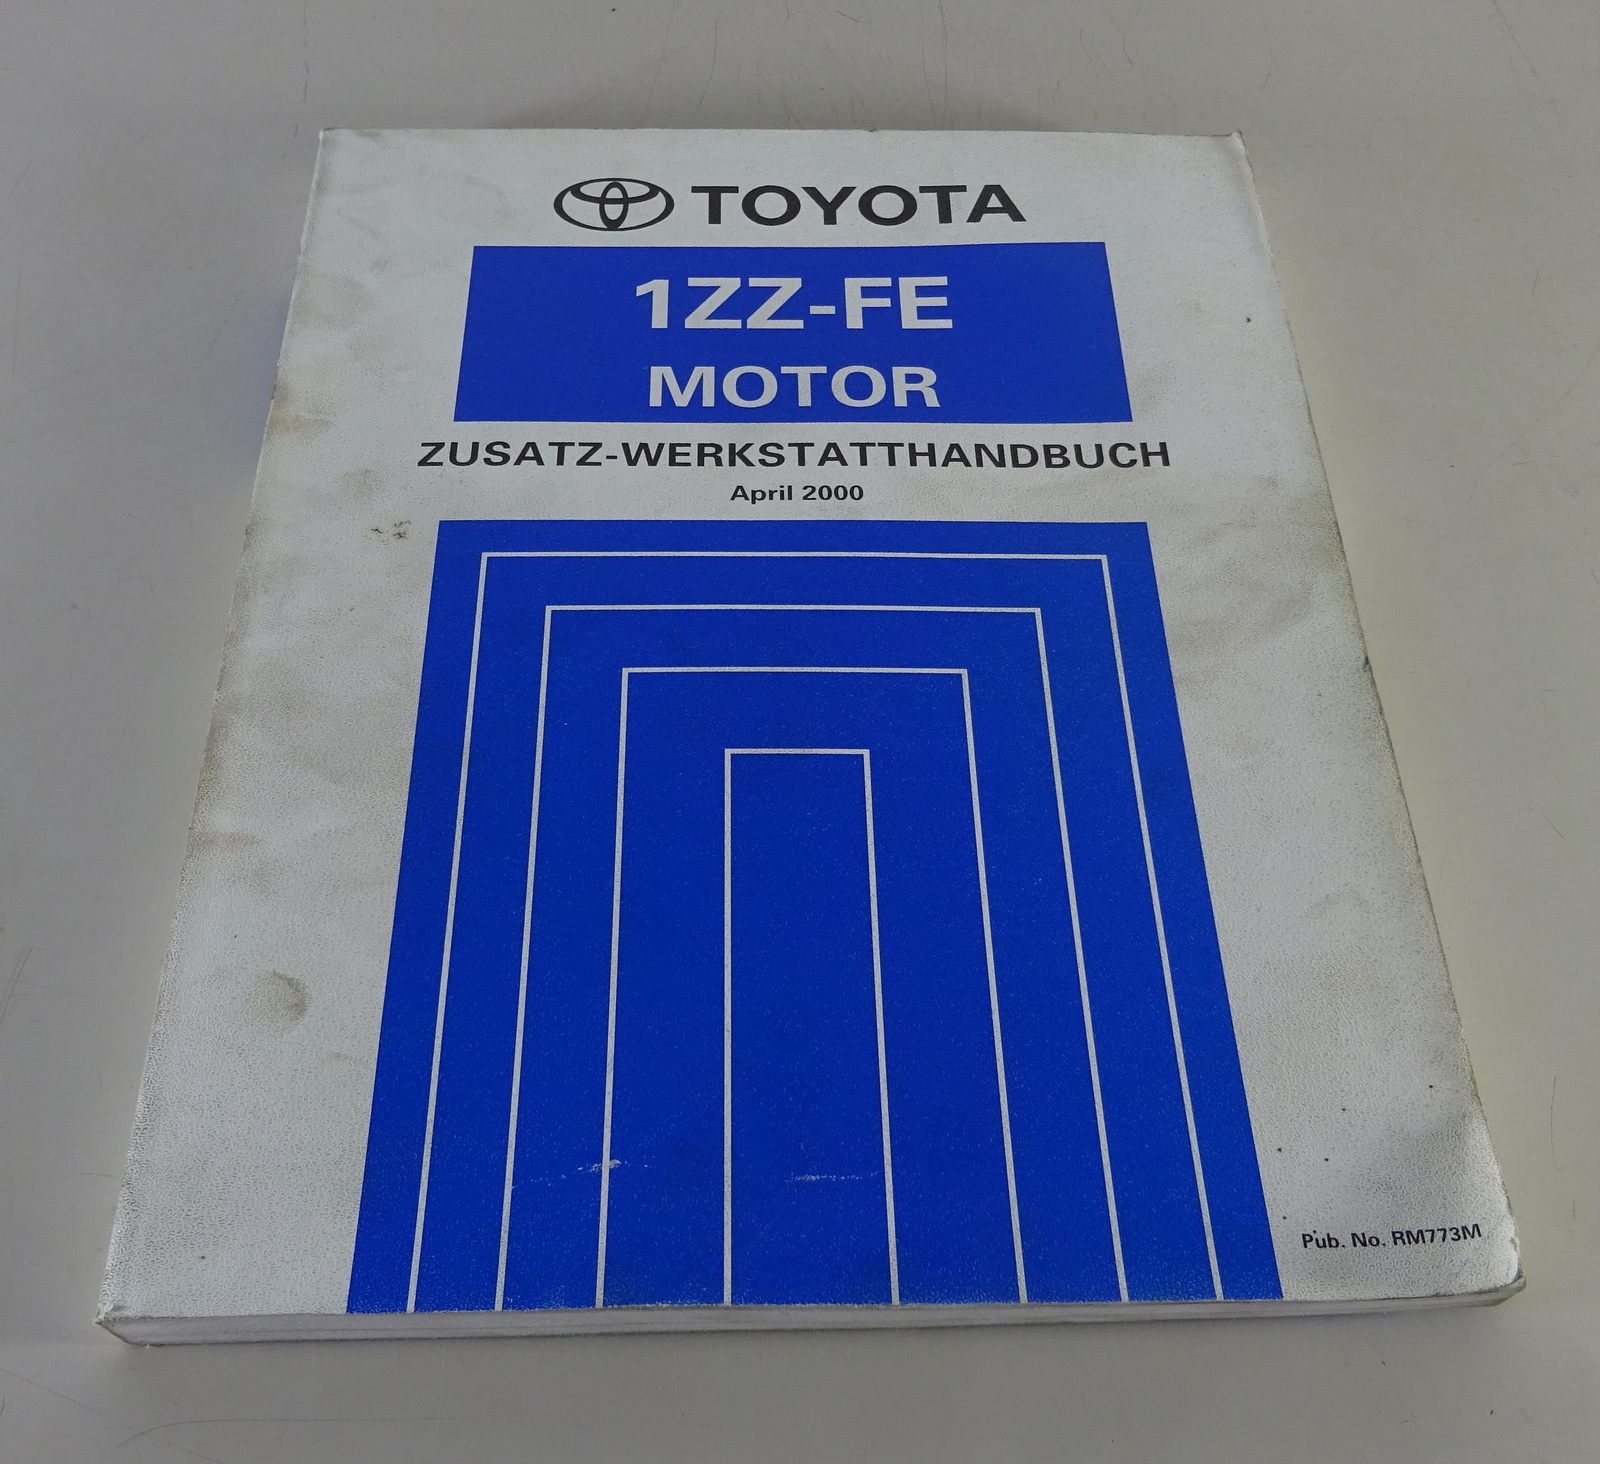 TOYOTA
1ZZ-FE
MOTOR
ZUSATZ-WERKSTATTHANDBUCH
April 2000
Pub. No. RM773M